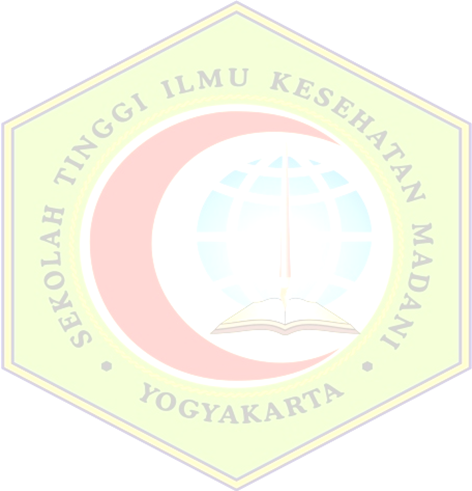 SEKOLAH TINGGI ILMU KESEHATAN MADANI
YOGYAKARTA